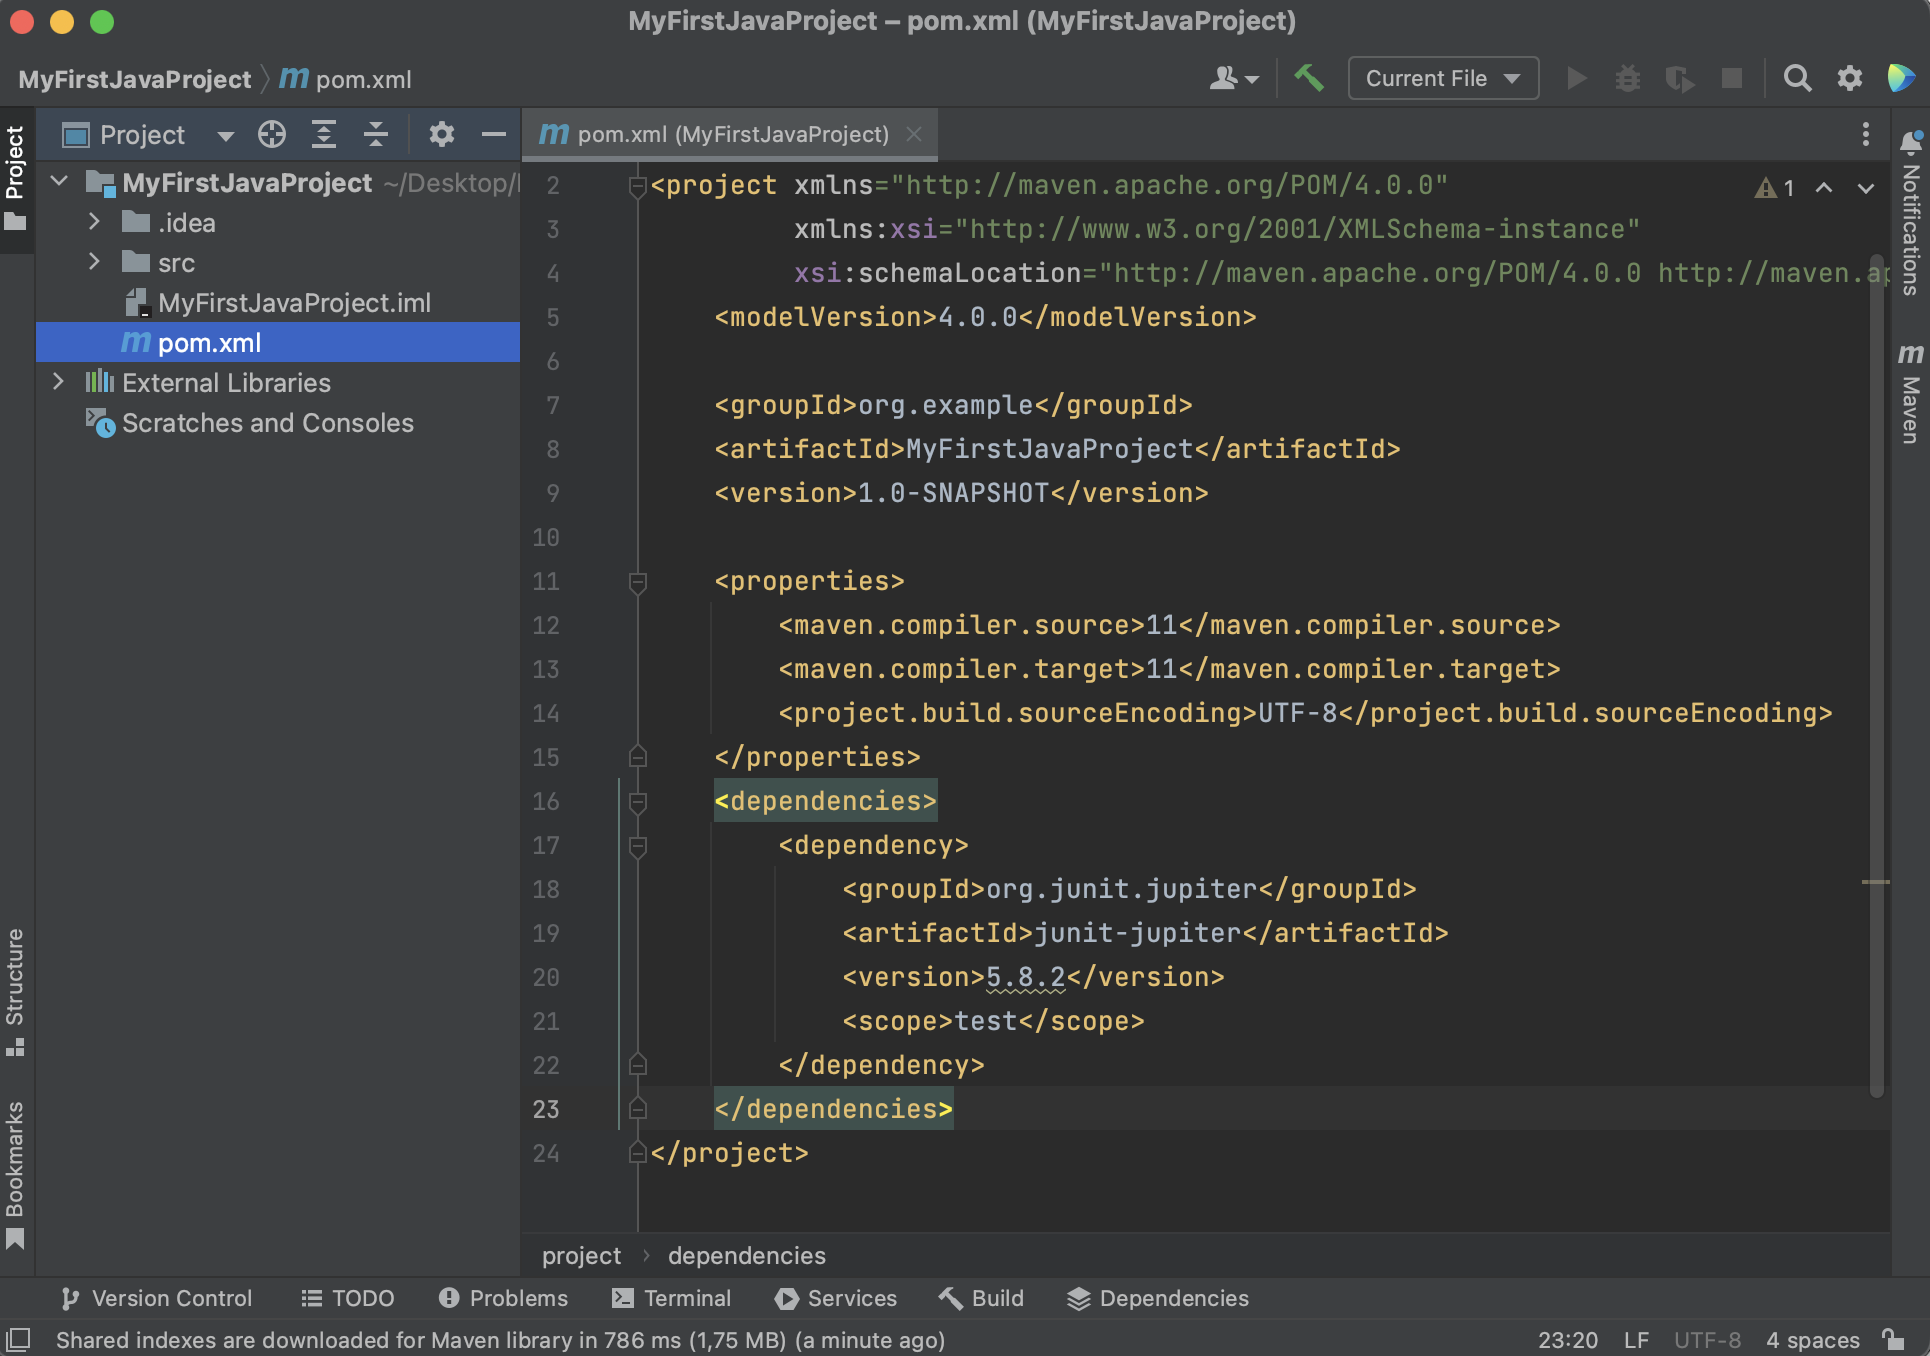 MyFirstJavaProject – pom.xml (MyFirstJavaProject)
MyFirstJavaProject
m pom.xml
Current File
Project
Project
m pom.xml (MyFirstJavaProject)
MyFirstJavaProject ~/Desktop/
.idea
src
MyFirstJavaProject.iml
m pom.xml
External Libraries
Scratches and Consoles
Structure
Bookmarks
1
2 <project xmlns="http://maven.apache.org/POM/4.0.0"
3 xmlns:xsi="http://www.w3.org/2001/XMLSchema-instance"
4 xsi:schemaLocation="http://maven.apache.org/POM/4.0.0 http://maven.ap
5 <modelVersion>4.0.0</modelVersion>
6
7 <groupId>org.example</groupId>
8 <artifactId>MyFirstJavaProject</artifactId>
9 <version>1.0-SNAPSHOT</version>
10
11 <properties>
12 <maven.compiler.source>11</maven.compiler.source>
13 <maven.compiler.target>11</maven.compiler.target>
14 <project.build.sourceEncoding>UTF-8</project.build.sourceEncoding>
15 </properties>
16 <dependencies>
17 <dependency>
18 <groupId>org.junit.jupiter</groupId>
19 <artifactId>junit-jupiter</artifactId>
20 <version>5.8.2</version>
21 <scope>test</scope>
22 </dependency>
23 </dependencies>
24 </project>
Notifications
m Maven
project › dependencies
Version Control
TODO
Problems
Terminal
Services
Build
Dependencies
Shared indexes are downloaded for Maven library in 786 ms (1,75 MB) (a minute ago)
23:20 LF UTF-8 4 spaces